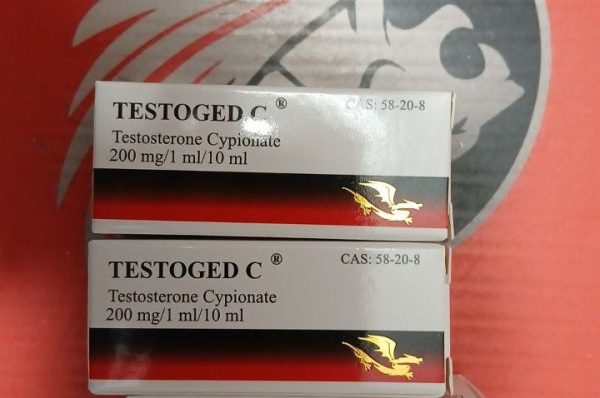 TESTOGED C ®
CAS: 58-20-8
Testosterone Cypionate
200 mg/1 ml/10 ml
TESTOGED C ®
CAS: 58-20-8
Testosterone Cypionate
200 mg/1 ml/10 ml